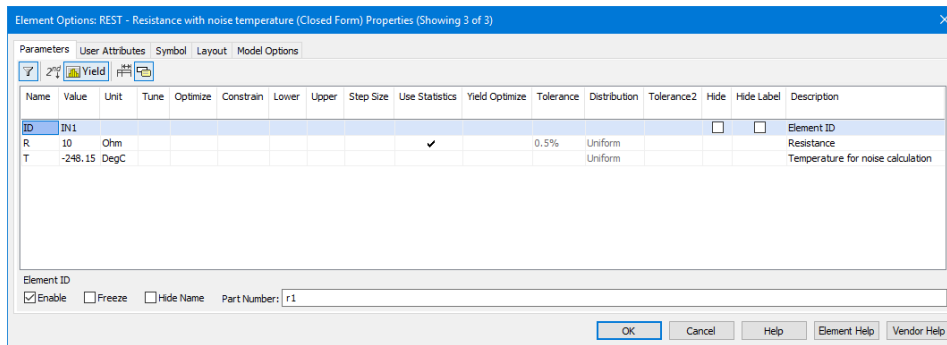 Element Options: REST - Resistance with noise temperature (Closed Form) Properties (Showing 3 of 3)
Parameters User Attributes Symbol Layout Model Options
2nd Yield
Name Value Unit Tune Optimize Constrain Lower Upper Step Size Use Statistics Yield Optimize Tolerance Distribution Tolerance2 Hide Hide Label Description
ID IN1 Element ID
R 10 Ohm 0.5% Uniform Resistance
T -248.15 DegC Uniform Temperature for noise calculation
Element ID
Enable Freeze Hide Name Part Number: r1
OK Cancel Help Element Help Vendor Help